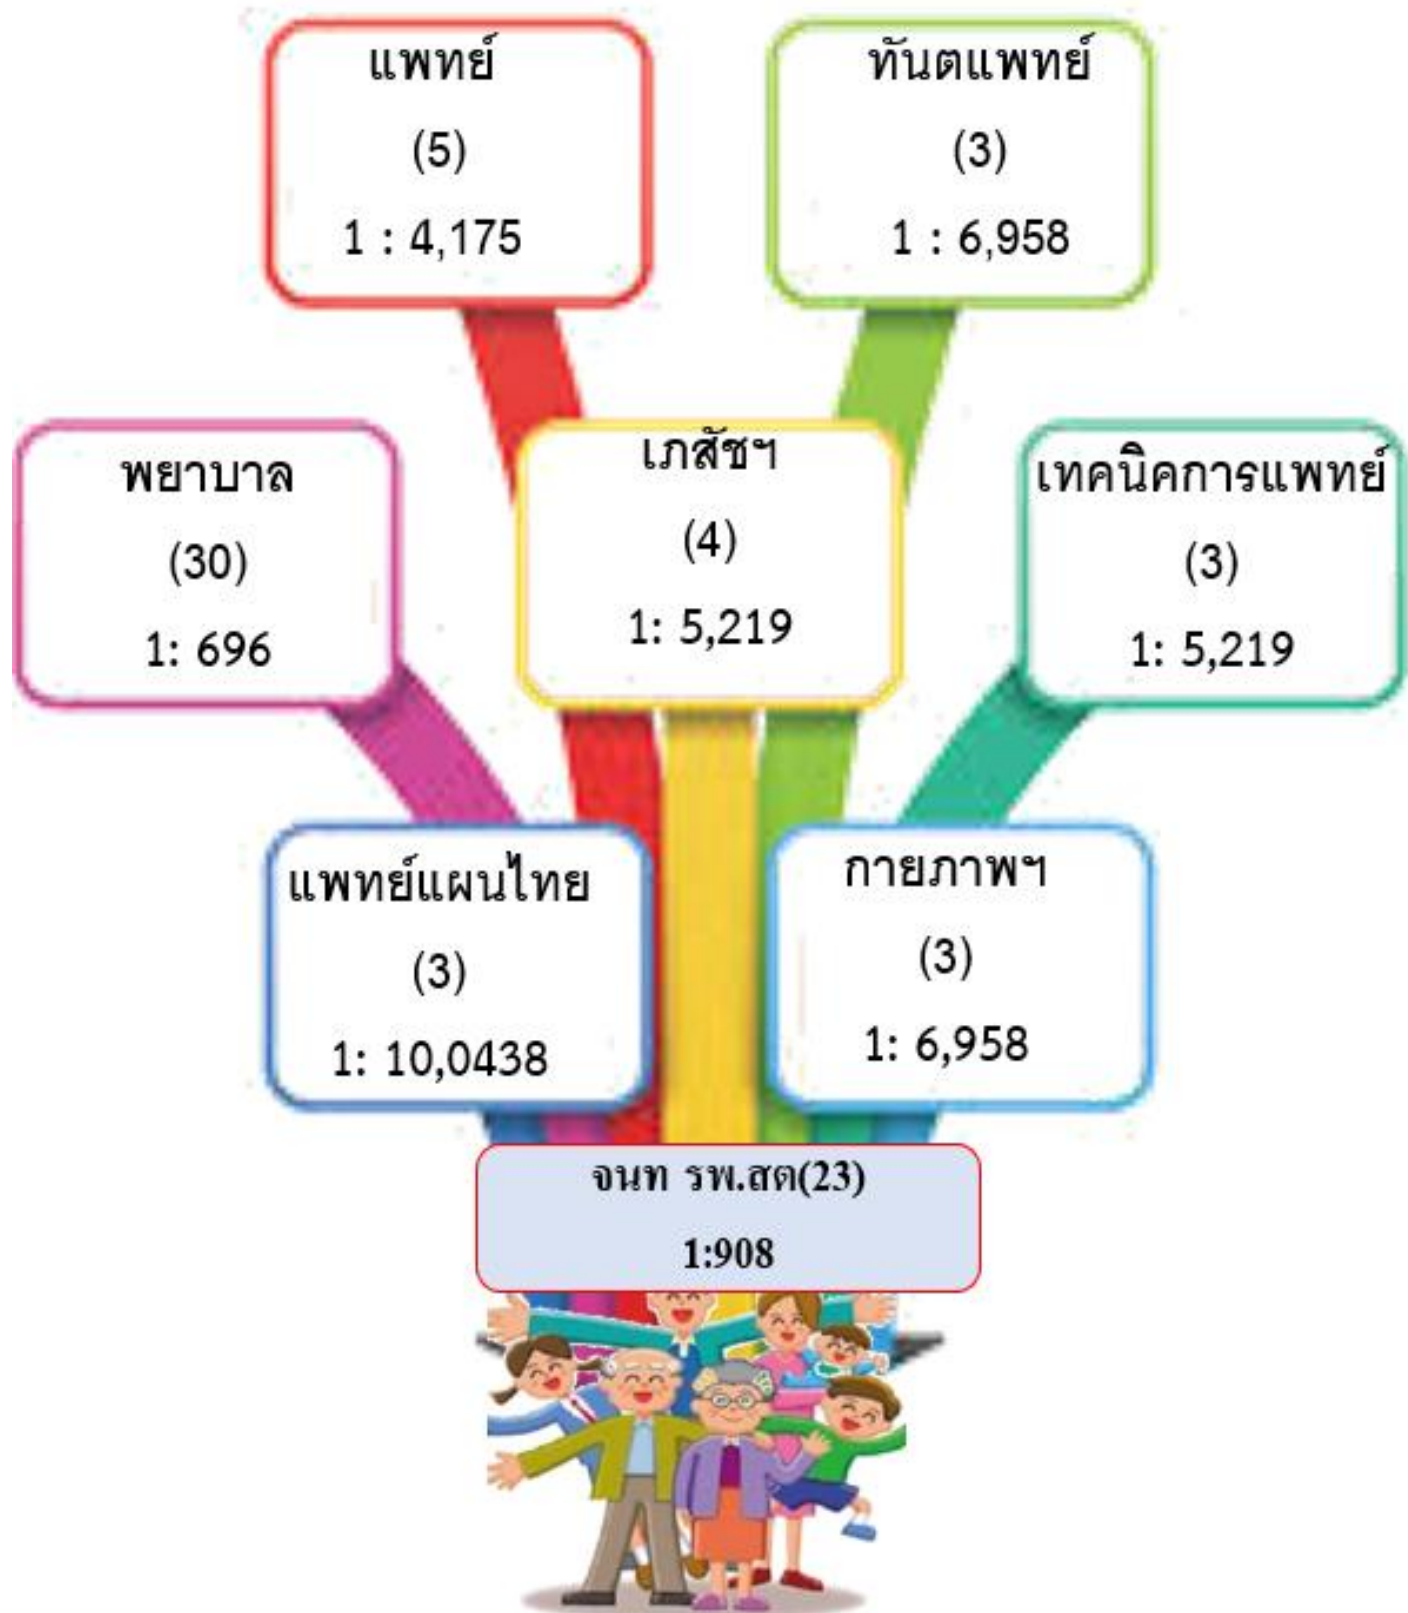 แพทย์
(5)
1 : 4,175
ทันตแพทย์
(3)
1 : 6,958
พยาบาล
(30)
1: 696
เภสัชฯ
(4)
1: 5,219
เทคนิคการแพทย์
(3)
1: 5,219
แพทย์แผนไทย
(3)
1: 10,0438
กายภาพฯ
(3)
1: 6,958
จนท รพ.สต(23)
1:908